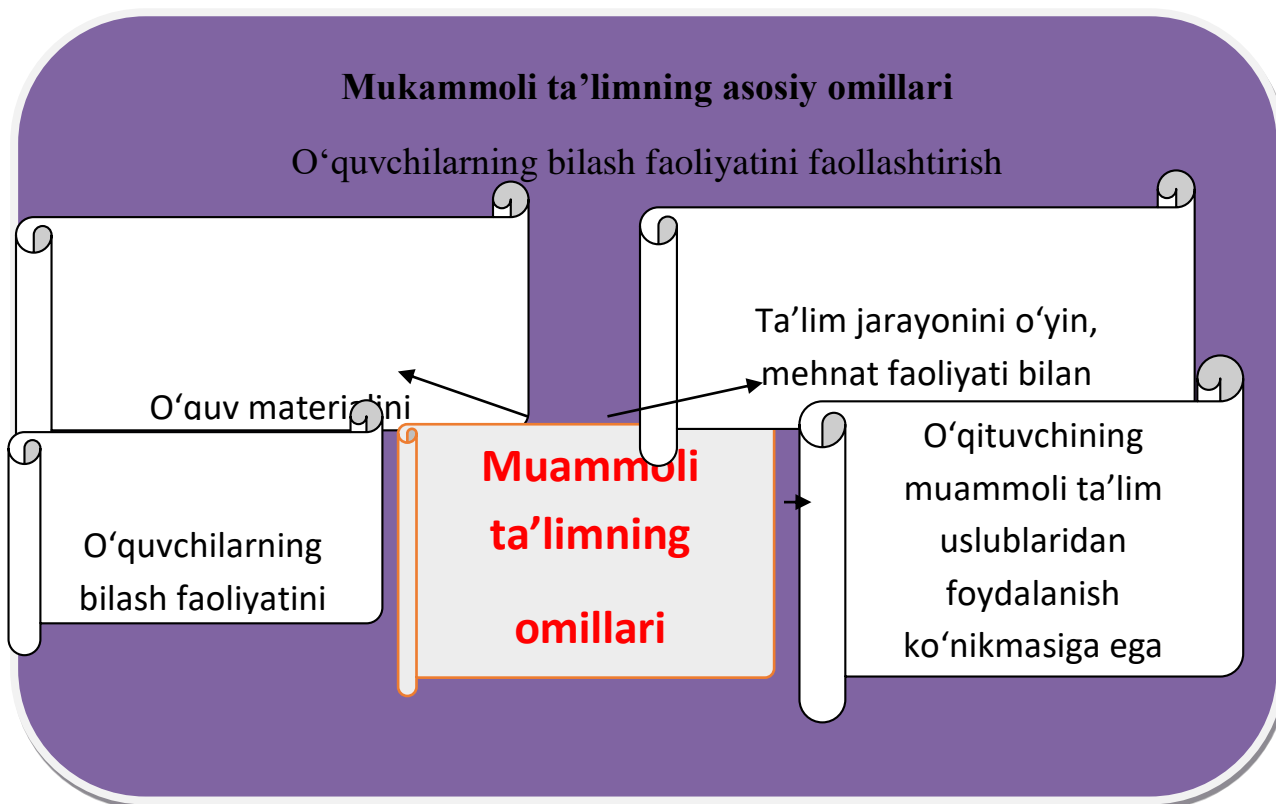 Mukammoli ta’limning asosiy omillari
O‘quvchilarning bilash faoliyatini faollashtirish
Ta’lim jarayonini o‘yin,
mehnat faoliyati bilan
O‘quv materialini
Muammoli
ta’limning
omillari
O‘quvchilarning
bilash faoliyatini
O‘qituvchining
muammoli ta’lim
uslublaridan
foydalanish
ko‘nikmasiga ega